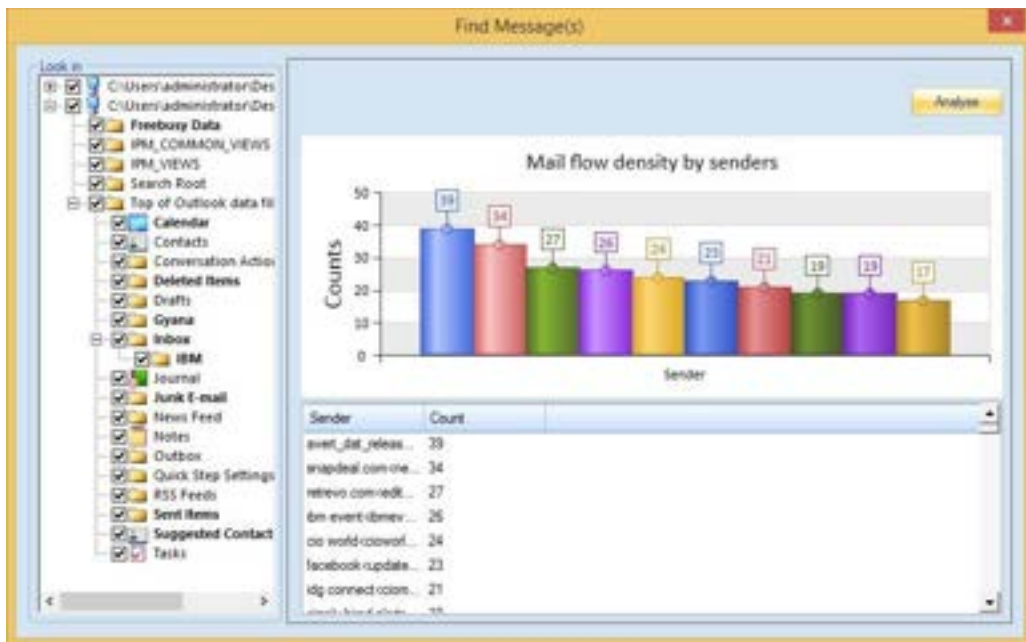 Find Message(s)
Look in
C:\Users\administrator\Des
C:\Users\administrator\Des
Freebusy Data
IPM_COMMON_VIEWS
IPM_VIEWS
Search Root
Top of Outlook data fil
Calendar
Contacts
Conversation Action
Deleted Items
Drafts
Gyana
Inbox
IBM
Journal
Junk E-mail
News Feed
Notes
Outbox
Quick Step Settings
RSS Feeds
Sent Items
Suggested Contact
Tasks
Analyse
Mail flow density by senders
Counts
50
40
30
20
10
0
39
34
27
26
24
23
21
19
19
17
Sender
Sender Count
avert_dat_releas... 39
snapdeal.com<ne... 34
retrevo.com<edit... 27
ibm event<ibmev... 26
cio world<cioworl... 24
facebook<update... 23
idg connect<ciom... 21